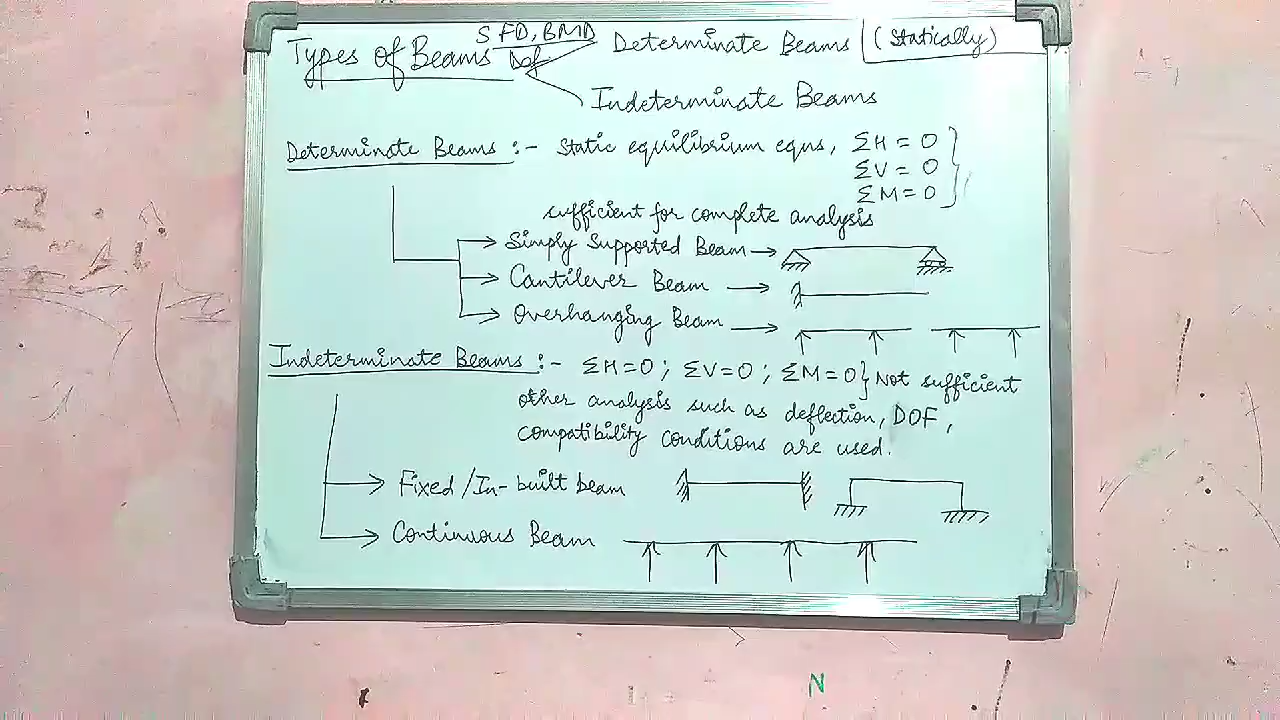 SFD, BMD
Types of Beams Dof Determinate Beams (Statically)
Indeterminate Beams
Determinate Beams :- Static equilibrium eqns, ΣH = 0
ΣV = 0
ΣM = 0
sufficient for complete analysis
Simply Supported Beam →
Cantilever Beam →
Overhanging Beam →
Indeterminate Beams :- ΣH=0 ; ΣV=0 ; ΣM=0} Not sufficient
other analysis such as deflection, DOF,
compatibility conditions are used.
Fixed/In-built beam
Continuous Beam
N